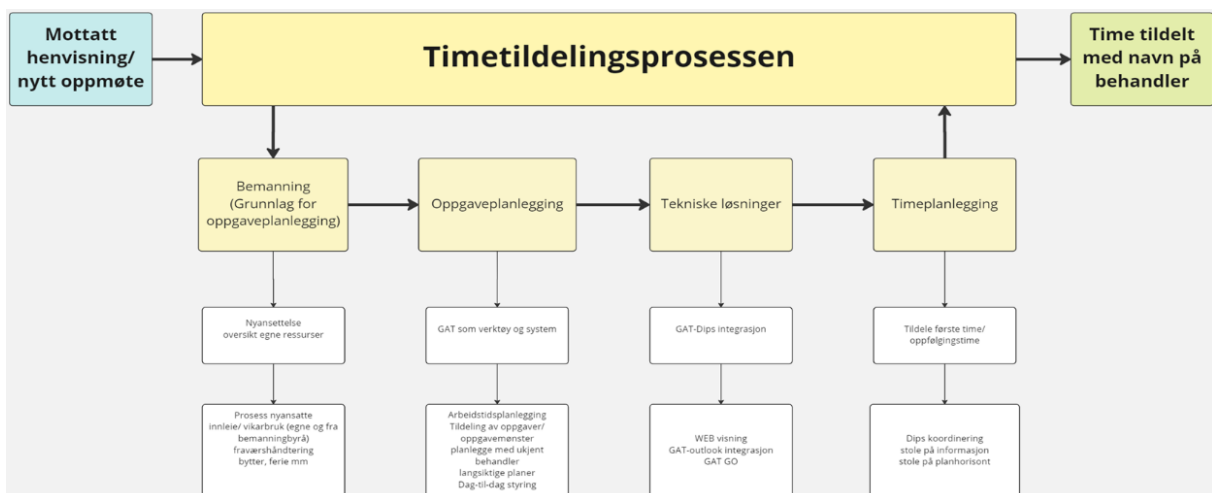 Mottatt
henvisning/
nytt oppmøte
Timetildelingsprosessen
Time tildelt
med navn på
behandler
Bemanning
(Grunnlag for
oppgaveplanlegging)
Oppgaveplanlegging
Tekniske løsninger
Timeplanlegging
Nyansettelse
oversikt egne ressurser
GAT som verktøy og system
GAT-Dips integrasjon
Tildele første time/
oppfølgingstime
Prosess nyansatte
innleie/ vikarbruk (egne og fra
bemanningbyrå)
fraværshåndtering
bytter, ferie mm
Arbeidstidsplanlegging
Tildeling av oppgaver/
oppgavemønster
planlegge med ukjent
behandler
langsiktige planer
Dag-til-dag styring
WEB visning
GAT-outlook integrasjon
GAT GO
Dips koordinering
stole på informasjon
stole på planhorisont